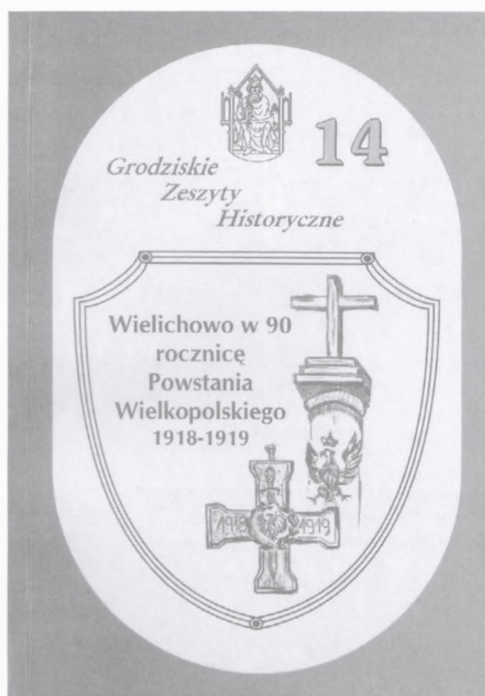 14
Grodziskie
Zeszyty
Historyczne
Wielichowo w 90
rocznicę
Powstania
Wielkopolskiego
1918-1919
1918 1919